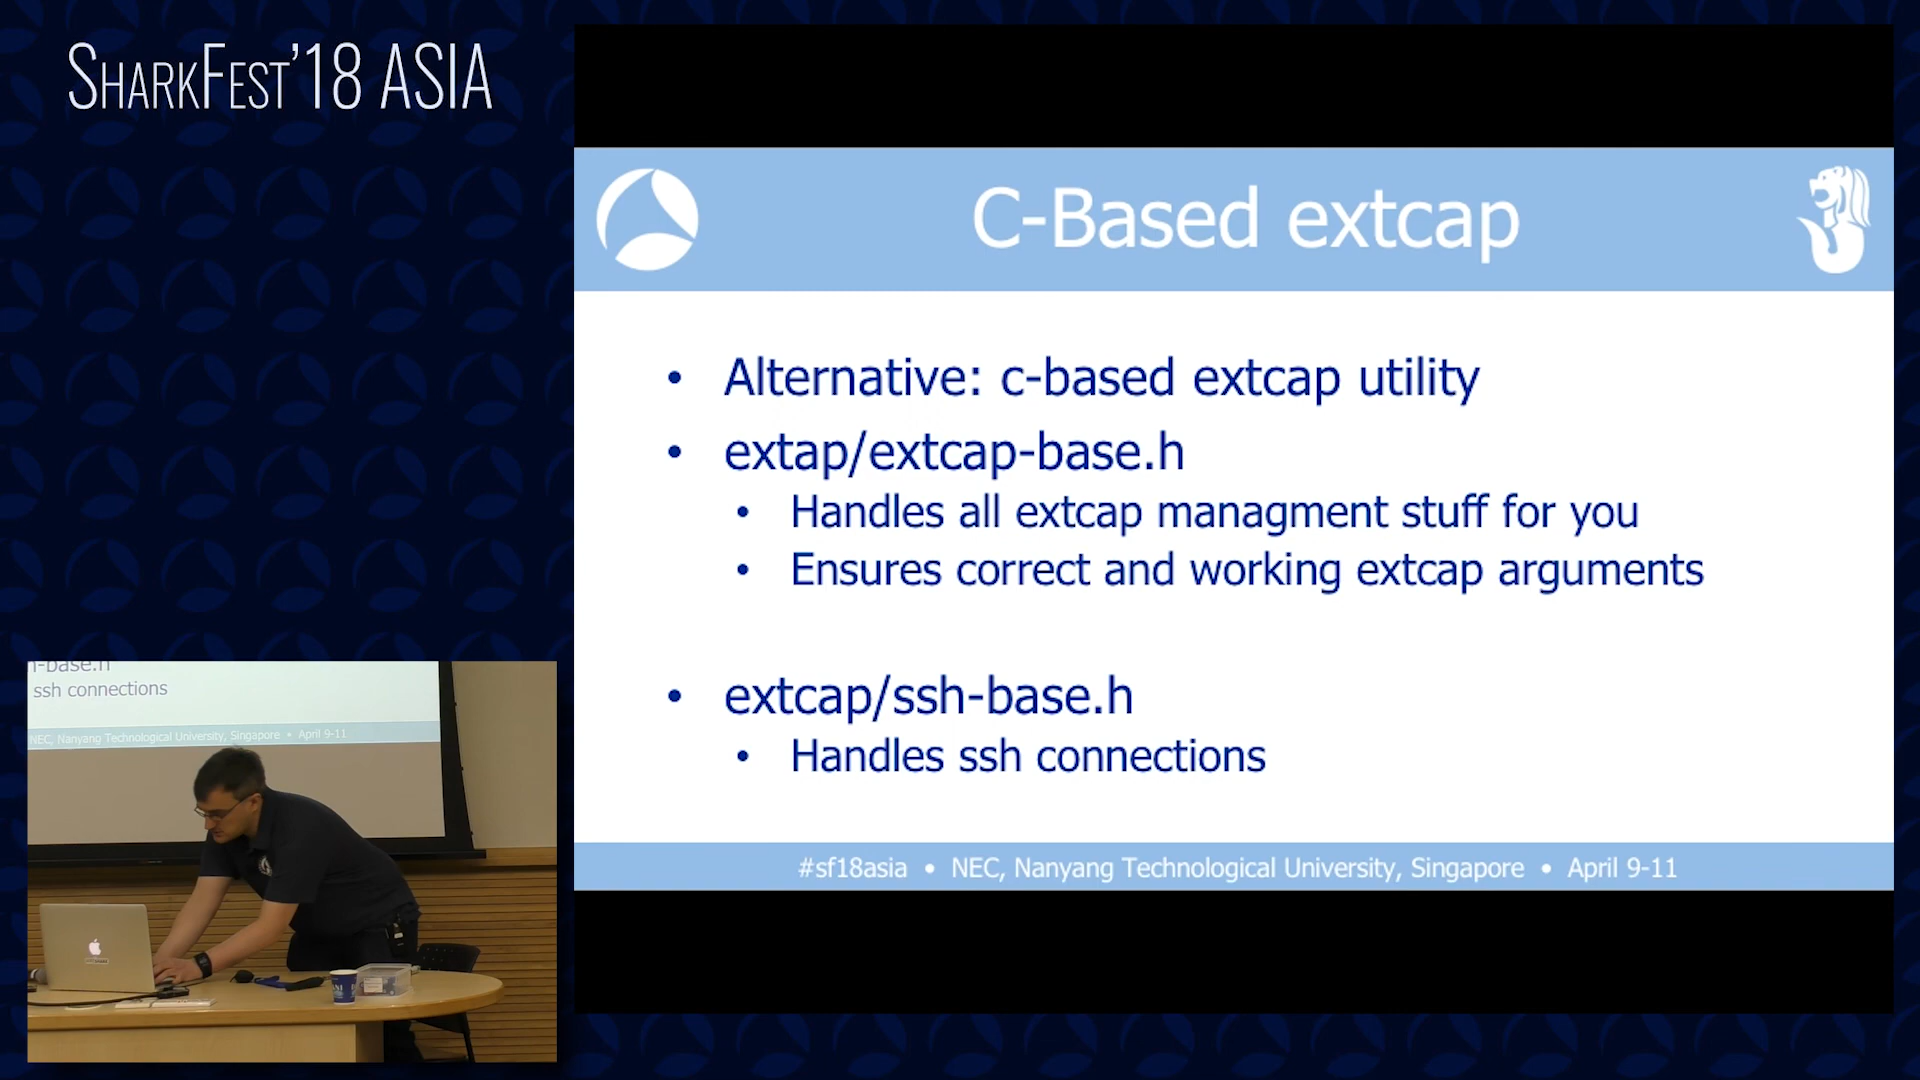 SHARKFEST'18 ASIA
C-Based extcap
• Alternative: c-based extcap utility
• extap/extcap-base.h
• Handles all extcap managment stuff for you
• Ensures correct and working extcap arguments
• extcap/ssh-base.h
• Handles ssh connections
#sf18asia • NEC, Nanyang Technological University, Singapore • April 9-11
h-base.h
ssh connections
NEC, Nanyang Technological University, Singapore • April 9-11